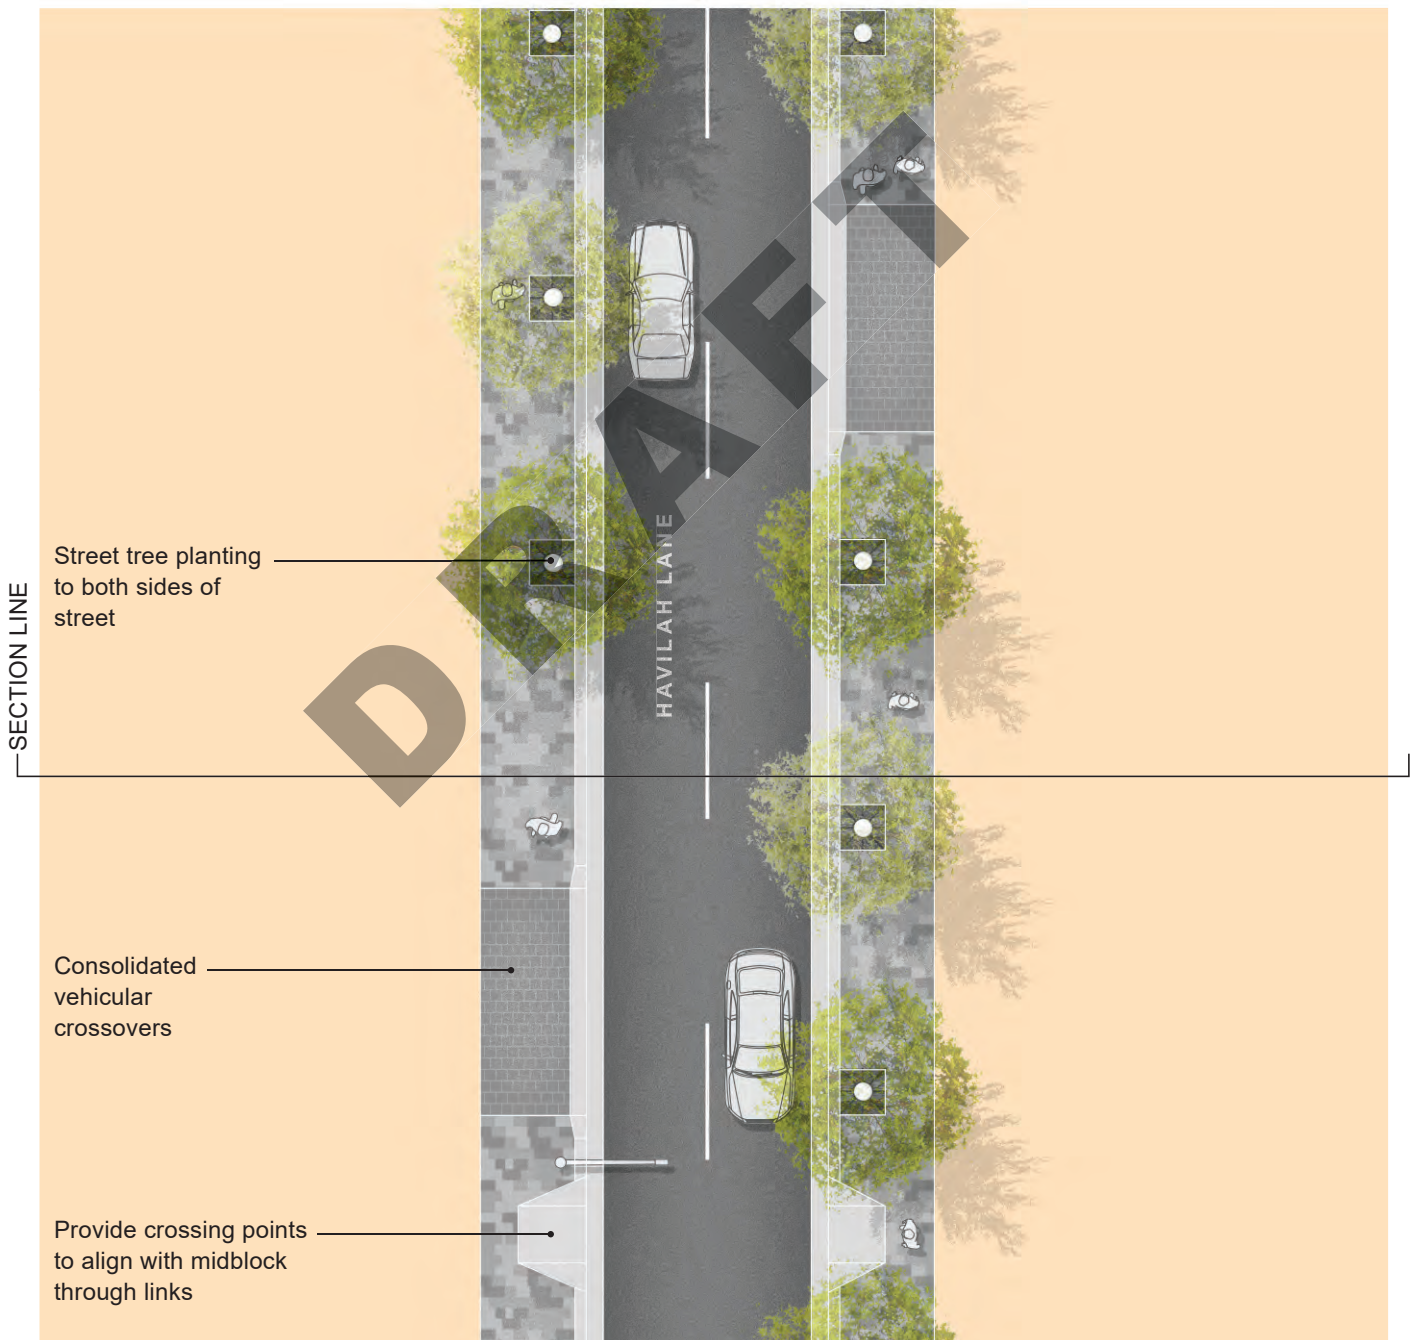 DRAFT
HAVILAH LANE
Street tree planting
to both sides of
street
SECTION LINE
Consolidated
vehicular
crossovers
Provide crossing points
to align with midblock
through links